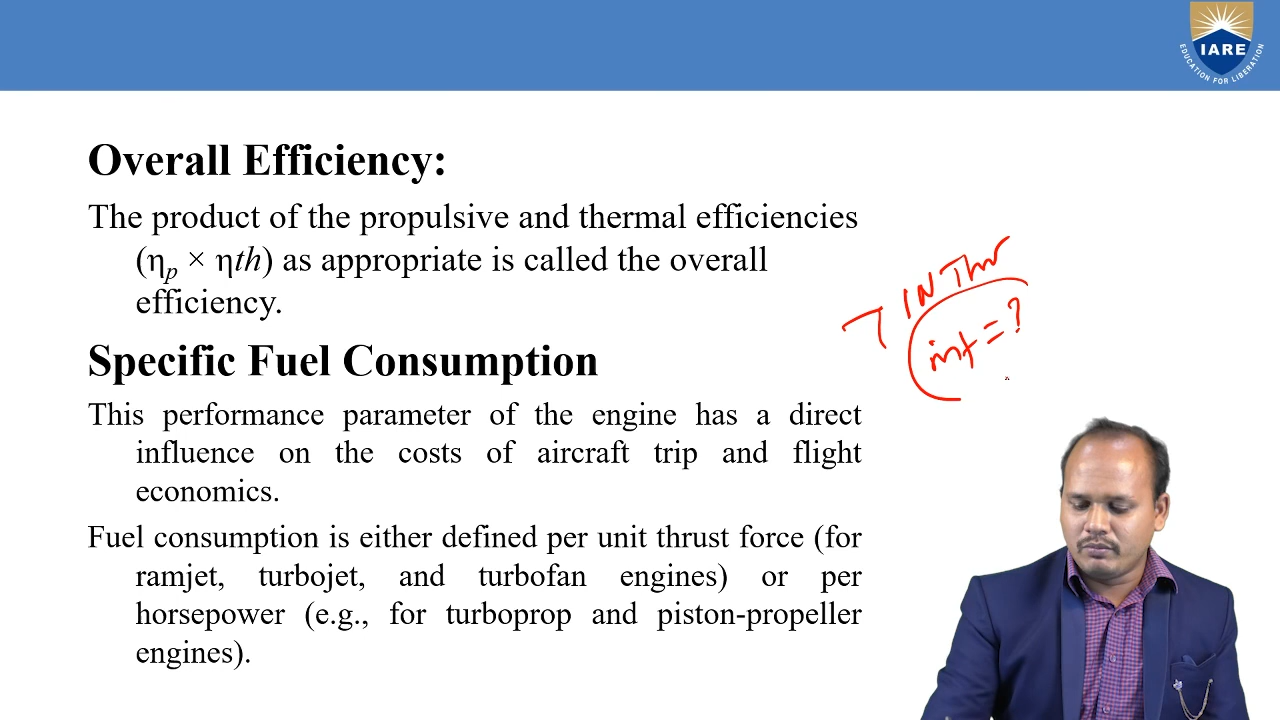 IARE
EDUCATION FOR LIBERATION
Overall Efficiency:
The product of the propulsive and thermal efficiencies
(ηp × ηth) as appropriate is called the overall
efficiency.
1N Thr
ṁf = ?
Specific Fuel Consumption
This performance parameter of the engine has a direct
influence on the costs of aircraft trip and flight
economics.
Fuel consumption is either defined per unit thrust force (for
ramjet, turbojet, and turbofan engines) or per
horsepower (e.g., for turboprop and piston-propeller
engines).